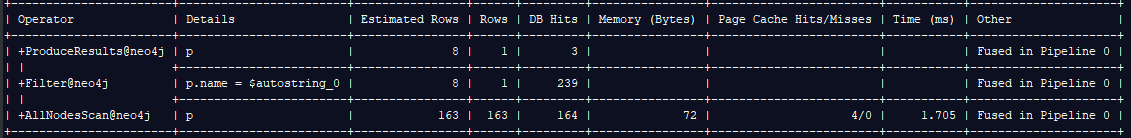 | Operator | Details | Estimated Rows | Rows | DB Hits | Memory (Bytes) | Page Cache Hits/Misses | Time (ms) | Other |
| +ProduceResults@neo4j | p | 8 | 1 | 3 | | | | Fused in Pipeline 0 |
| +Filter@neo4j | p.name = $autostring_0 | 8 | 1 | 239 | | | | Fused in Pipeline 0 |
| +AllNodesScan@neo4j | p | 163 | 163 | 164 | 72 | 4/0 | 1.705 | Fused in Pipeline 0 |